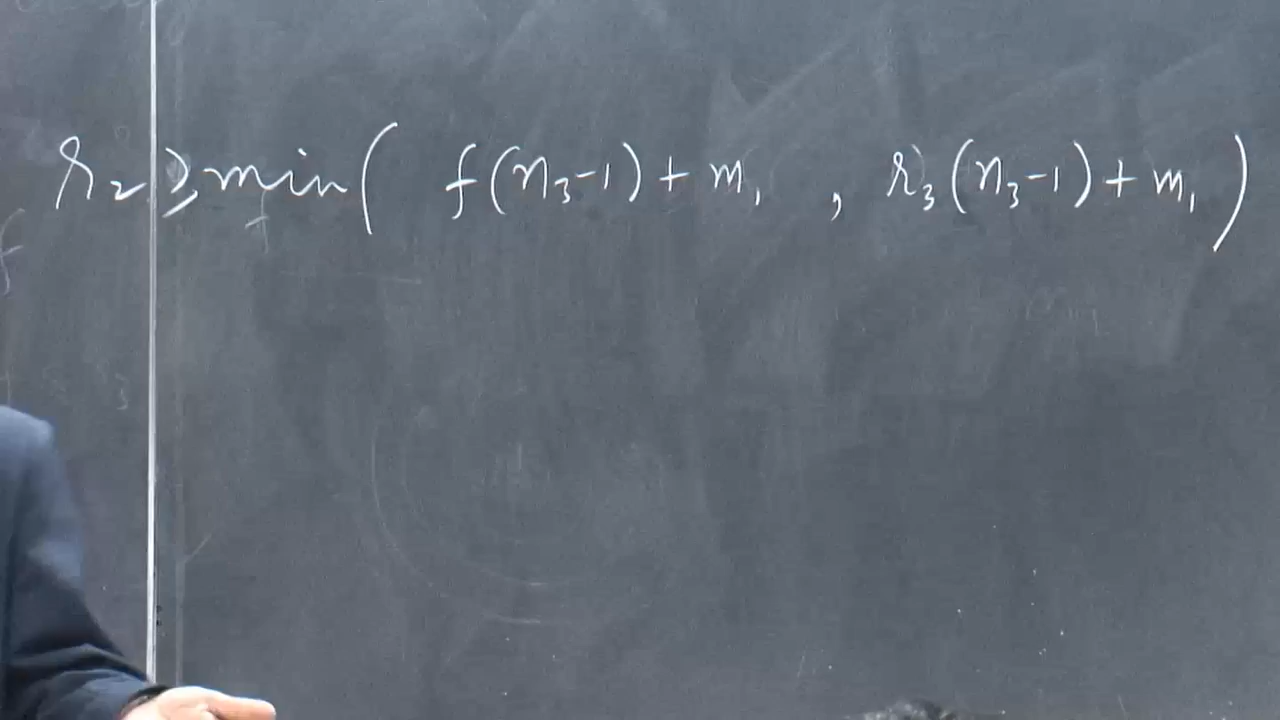 r₂ ≥ min( f(n₃-1) + m₁ , r₃(n₃-1) + m₁ )